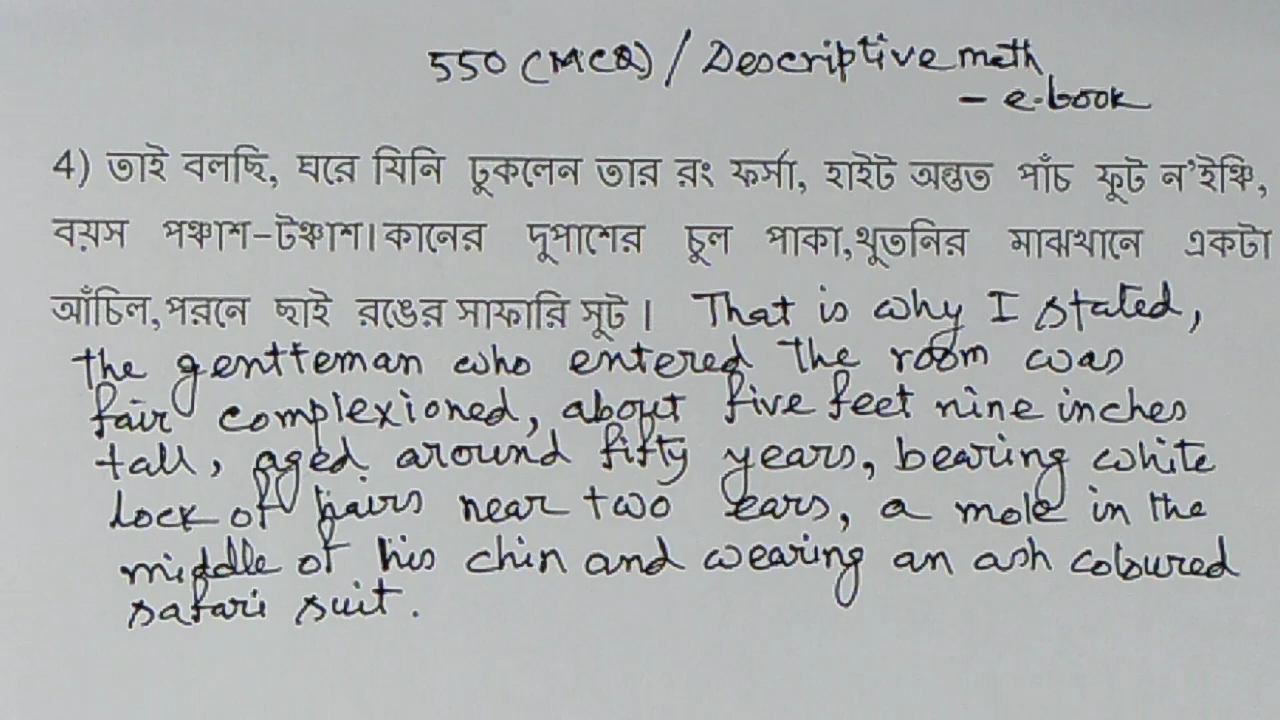 550 (MCQ) / Descriptive math
- e-book
4) তাই বলছি, ঘরে যিনি ঢুকলেন তার রং ফর্সা, হাইট অন্তত পাঁচ ফুট ন'ইঞ্চি,
বয়স পঞ্চাশ-টঞ্চাশ। কানের দুপাশের চুল পাকা,থুতনির মাঝখানে একটা
আঁচিল,পরনে ছাই রঙের সাফারি সুট। That is why I stated,
the gentleman who entered the room was
fair complexioned, about five feet nine inches
tall, aged around fifty years, bearing white
lock of hairs near two ears, a mole in the
middle of his chin and wearing an ash coloured
safari suit.